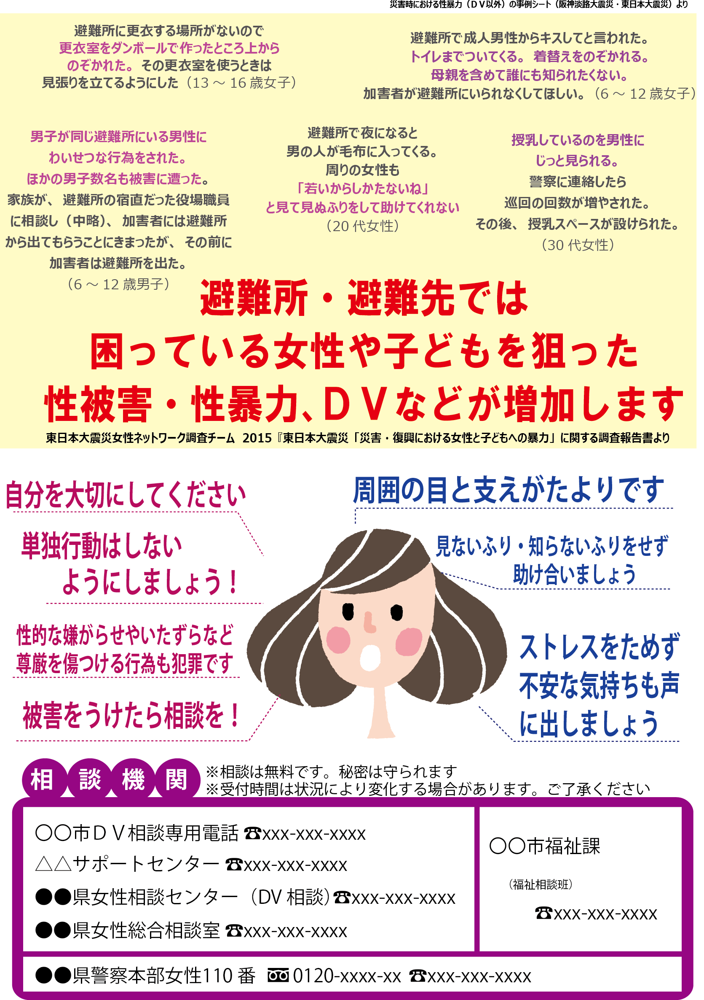 災害時における性暴力（ＤＶ以外）の事例シート（阪神淡路大震災・東日本大震災）より
避難所に更衣する場所がないので
更衣室をダンボールで作ったところ上から
のぞかれた。その更衣室を使うときは
見張りを立てるようにした（13 ～ 16 歳女子）
避難所で成人男性からキスしてと言われた。
トイレまでついてくる。着替えをのぞかれる。
母親を含めて誰にも知られたくない。
加害者が避難所にいられなくしてほしい。（6 ～ 12 歳女子）
男子が同じ避難所にいる男性に
わいせつな行為をされた。
ほかの男子数名も被害に遭った。
家族が、避難所の宿直だった役場職員
に相談し（中略）、加害者には避難所
から出てもらうことにきまったが、その前に
加害者は避難所を出た。
（6 ～ 12 歳男子）
避難所で夜になると
男の人が毛布に入ってくる。
周りの女性も
「若いからしかたないね」
と見て見ぬふりをして助けてくれない
（20 代女性）
授乳しているのを男性に
じっと見られる。
警察に連絡したら
巡回の回数が増やされた。
その後、授乳スペースが設けられた。
（30 代女性）
避難所・避難先では
困っている女性や子どもを狙った
性被害・性暴力、ＤＶなどが増加します
東日本大震災女性ネットワーク調査チーム 2015『東日本大震災「災害・復興における女性と子どもへの暴力」に関する調査報告書より
自分を大切にしてください
単独行動はしない
ようにしましょう！
性的な嫌がらせやいたずらなど
尊厳を傷つける行為も犯罪です
被害をうけたら相談を！
周囲の目と支えがたよりです
見ないふり・知らないふりをせず
助け合いましょう
ストレスをためず
不安な気持ちも声
に出しましょう
相談機関
※相談は無料です。秘密は守られます
※受付時間は状況により変化する場合があります。ご了承ください
〇〇市ＤＶ相談専用電話 ☎xxx-xxx-xxxx
△△サポートセンター ☎xxx-xxx-xxxx
●●県女性相談センター（DV 相談）☎xxx-xxx-xxxx
●●県女性総合相談室 ☎xxx-xxx-xxxx
〇〇市福祉課
（福祉相談班）
☎xxx-xxx-xxxx
●●県警察本部女性110 番 0120-xxxx-xx ☎xxx-xxx-xxxx